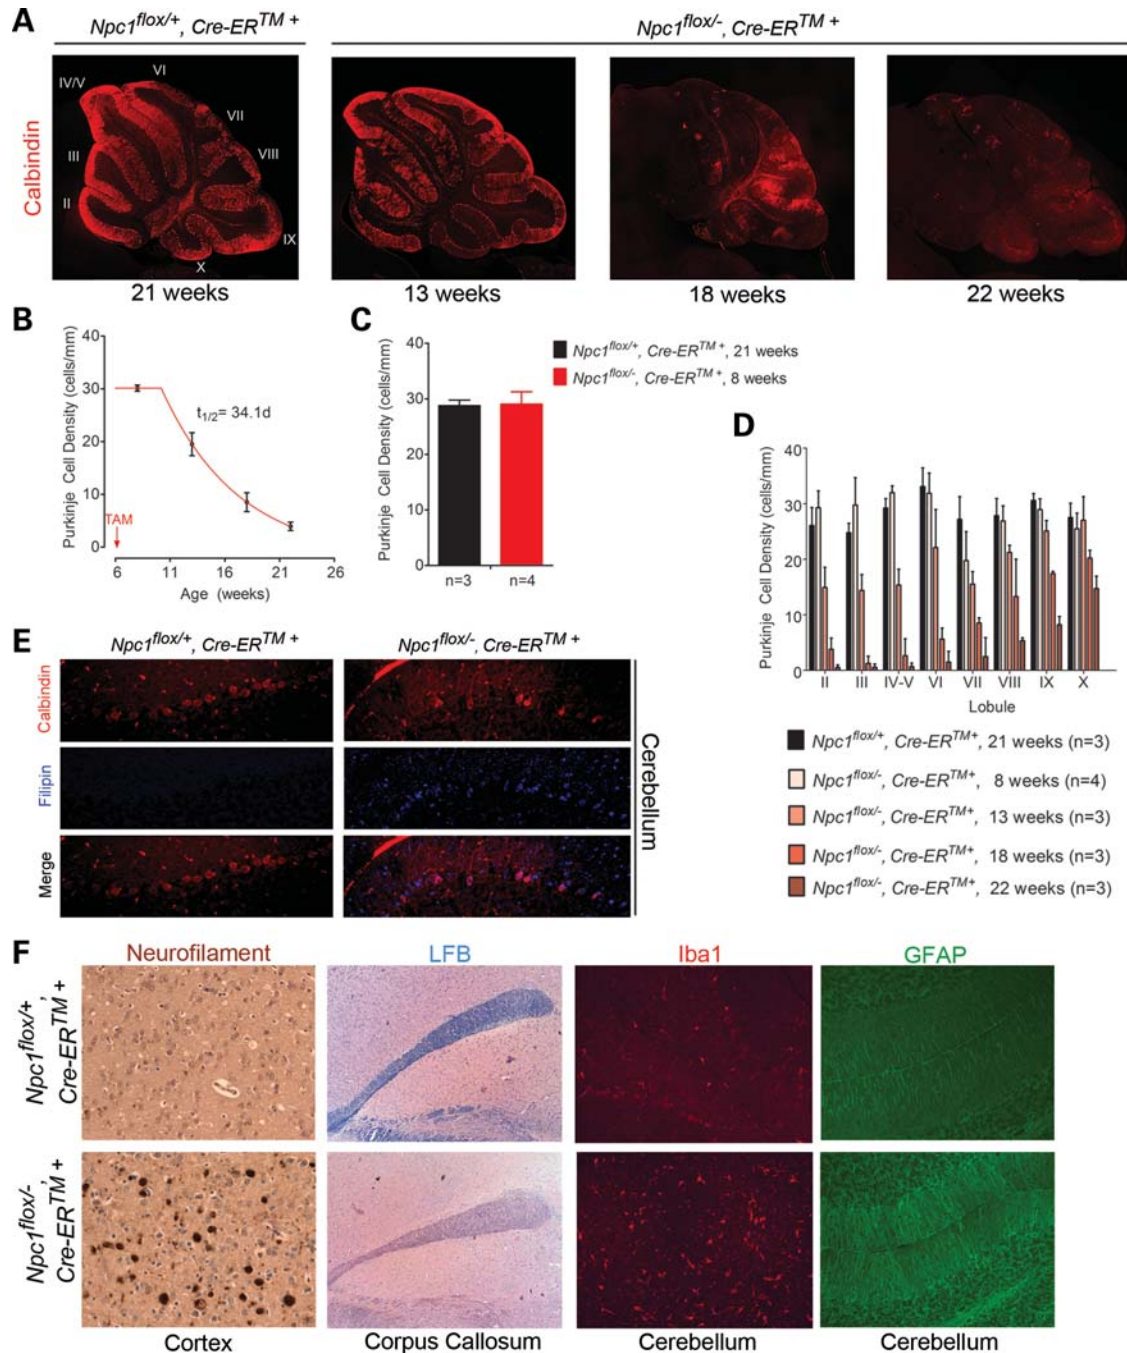 A
Npc1flox/+, Cre-ERTM +
Npc1flox/-, Cre-ERTM +
Calbindin
IV/V
VI
VII
VIII
III
II
IX
X
21 weeks
13 weeks
18 weeks
22 weeks
B
Purkinje Cell Density (cells/mm)
40
30
20
10
0
t1/2= 34.1d
TAM
6
11
16
22
26
Age (weeks)
C
Purkinje Cell Density (cells/mm)
40
30
20
10
0
n=3
n=4
Npc1flox/+, Cre-ERTM +, 21 weeks
Npc1flox/-, Cre-ERTM +, 8 weeks
D
Purkinje Cell Density (cells/mm)
40
30
20
10
0
II
III
IV-V
VI
VII
VIII
IX
X
Lobule
Npc1flox/+, Cre-ERTM+, 21 weeks (n=3)
Npc1flox/-, Cre-ERTM+, 8 weeks (n=4)
Npc1flox/-, Cre-ERTM+, 13 weeks (n=3)
Npc1flox/-, Cre-ERTM+, 18 weeks (n=3)
Npc1flox/-, Cre-ERTM+, 22 weeks (n=3)
E
Npc1flox/+, Cre-ERTM +
Npc1flox/-, Cre-ERTM +
Calbindin
Filipin
Merge
Cerebellum
F
Neurofilament
LFB
Iba1
GFAP
Npc1flox/+,
Cre-ERTM +
Npc1flox/-,
Cre-ERTM +
Cortex
Corpus Callosum
Cerebellum
Cerebellum